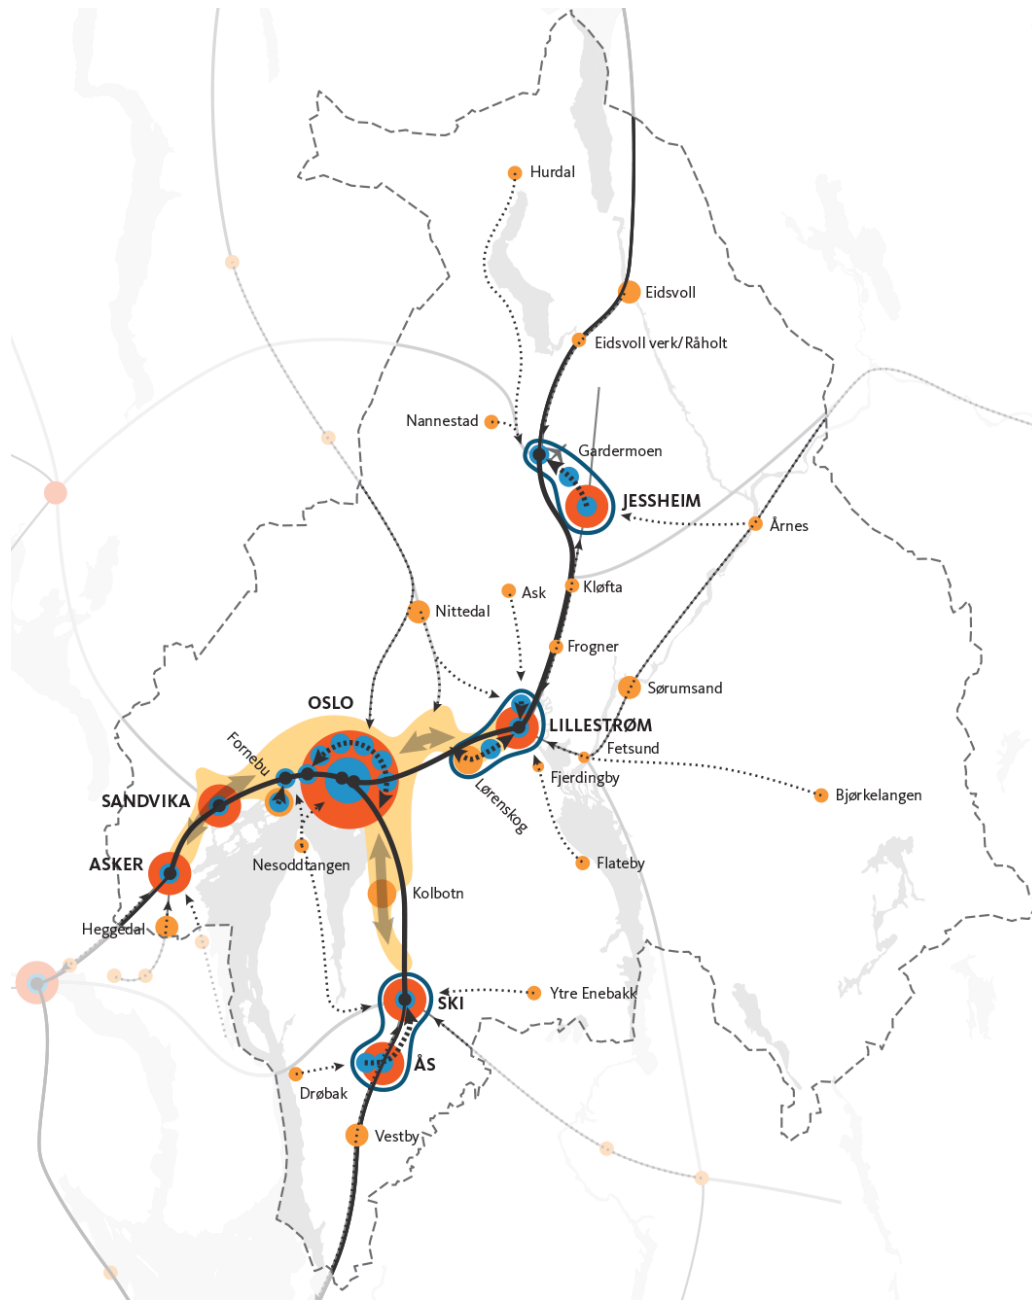 Hurdal
Eidsvoll
Eidsvoll verk/Råholt
Nannestad
Gardermoen
JESSHEIM
Årnes
Kløfta
Ask
Nittedal
Frogner
Sørumsand
OSLO
LILLESTRØM
Fornebu
Fetsund
Fjerdingby
Bjørkelangen
SANDVIKA
Lørenskog
ASKER
Nesoddtangen
Flateby
Kolbotn
Heggedal
Ytre Enebakk
SKI
ÅS
Drøbak
Vestby